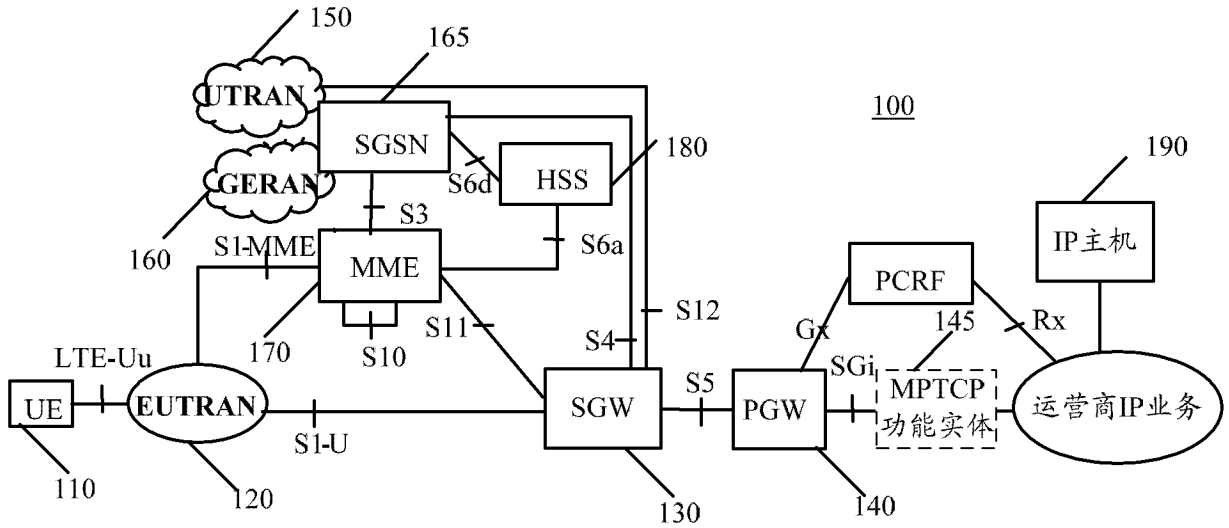 150
165
UTRAN
100
SGSN
180
190
HSS
S6d
GERAN
S3
IP主机
S1-MME
S6a
160
MME
PCRF
S11
S12
Gx
145
Rx
170
S10
S4
LTE-Uu
SGi
S5
MPTCP
功能实体
UE
EUTRAN
SGW
PGW
运营商IP业务
S1-U
110
120
130
140